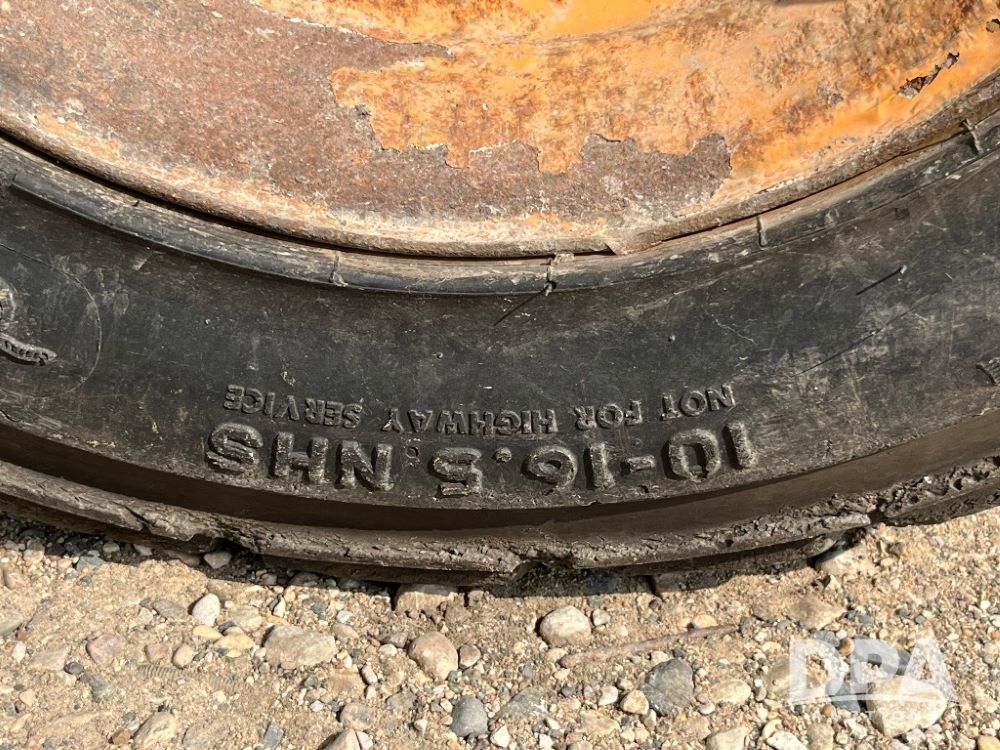 10-16.5 NHS
NOT FOR HIGHWAY SERVICE
DPA